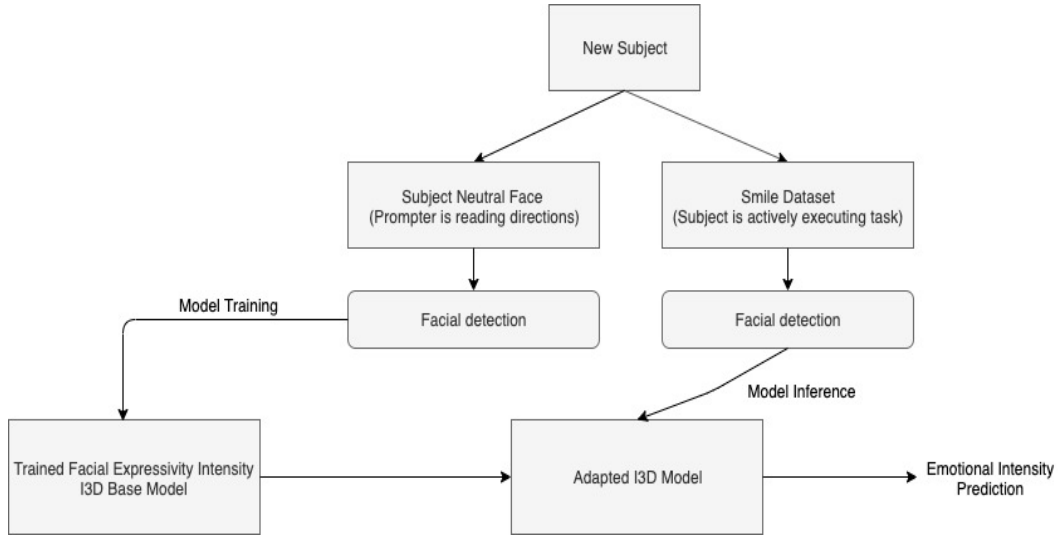 New Subject
Subject Neutral Face
(Prompter is reading directions)
Smile Dataset
(Subject is actively executing task)
Model Training
Facial detection
Facial detection
Model Inference
Trained Facial Expressivity Intensity
I3D Base Model
Adapted I3D Model
Emotional Intensity
Prediction